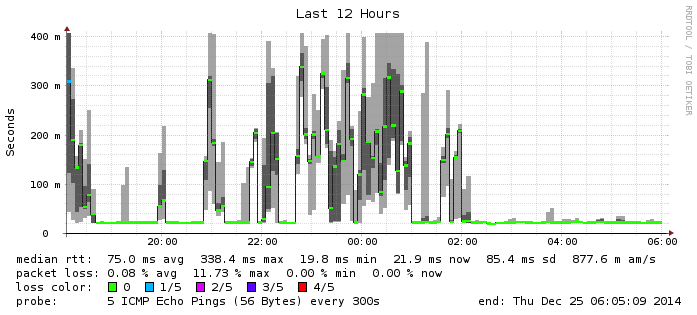 Last 12 Hours
RRDTOOL / TOBI OETIKER
Seconds
400 m
300 m
200 m
100 m
0
20:00 22:00 00:00 02:00 04:00 06:00
median rtt: 75.0 ms avg 338.4 ms max 19.8 ms min 21.9 ms now 85.4 ms sd 877.6 m am/s
packet loss: 0.08 % avg 11.73 % max 0.00 % min 0.00 % now
loss color: 0 1/5 2/5 3/5 4/5
probe: 5 ICMP Echo Pings (56 Bytes) every 300s end: Thu Dec 25 06:05:09 2014